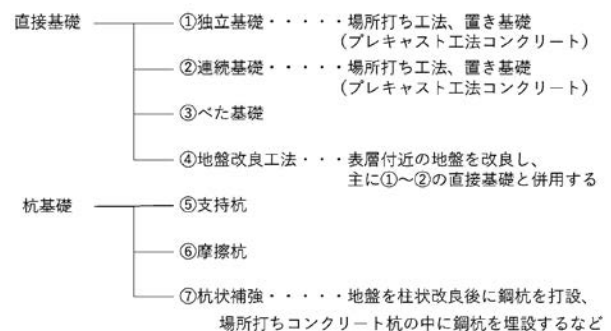 直接基礎 ①独立基礎・・・・・場所打ち工法、置き基礎
（プレキャスト工法コンクリート）
②連続基礎・・・・・場所打ち工法、置き基礎
（プレキャスト工法コンクリート）
③べた基礎
④地盤改良工法・・・表層付近の地盤を改良し、
主に①～②の直接基礎と併用する
杭基礎 ⑤支持杭
⑥摩擦杭
⑦杭状補強・・・・・地盤を柱状改良後に鋼杭を打設、
場所打ちコンクリート杭の中に鋼杭を埋設するなど